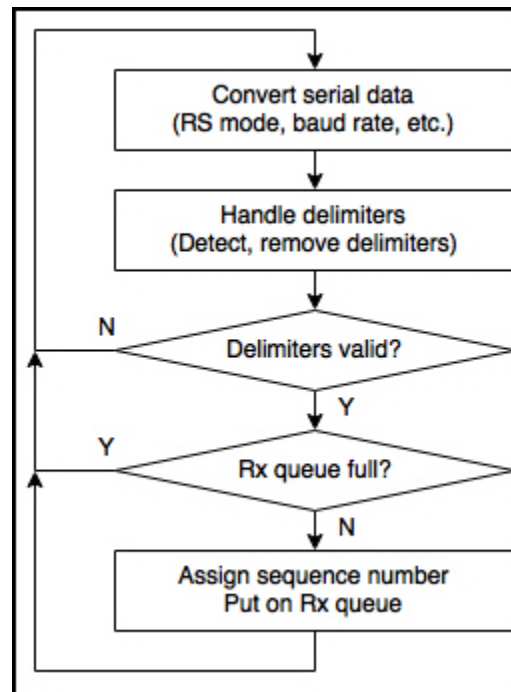 Convert serial data
(RS mode, baud rate, etc.)
Handle delimiters
(Detect, remove delimiters)
N
Delimiters valid?
Y
Y
Rx queue full?
N
Assign sequence number
Put on Rx queue